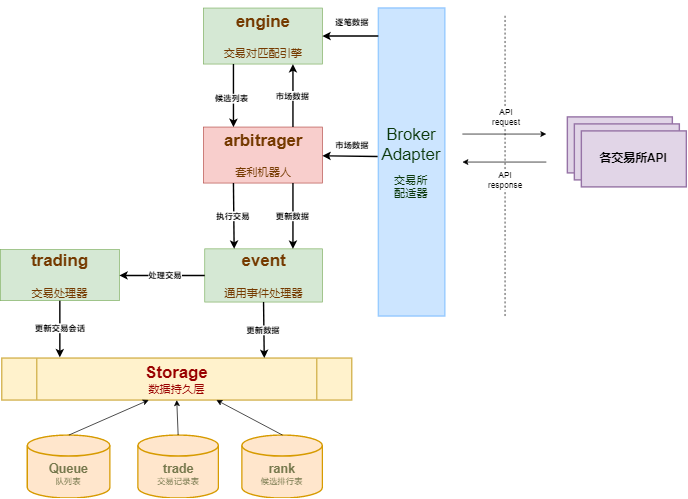 engine
交易对匹配引擎
逐笔数据
候选列表
市场数据
arbitrager
套利机器人
市场数据
Broker
Adapter
交易所
配适器
API
request
API
response
各交易所API
执行交易
更新数据
trading
交易处理器
处理交易
event
通用事件处理器
更新交易会话
更新数据
Storage
数据持久层
Queue
队列表
trade
交易记录表
rank
候选排行表